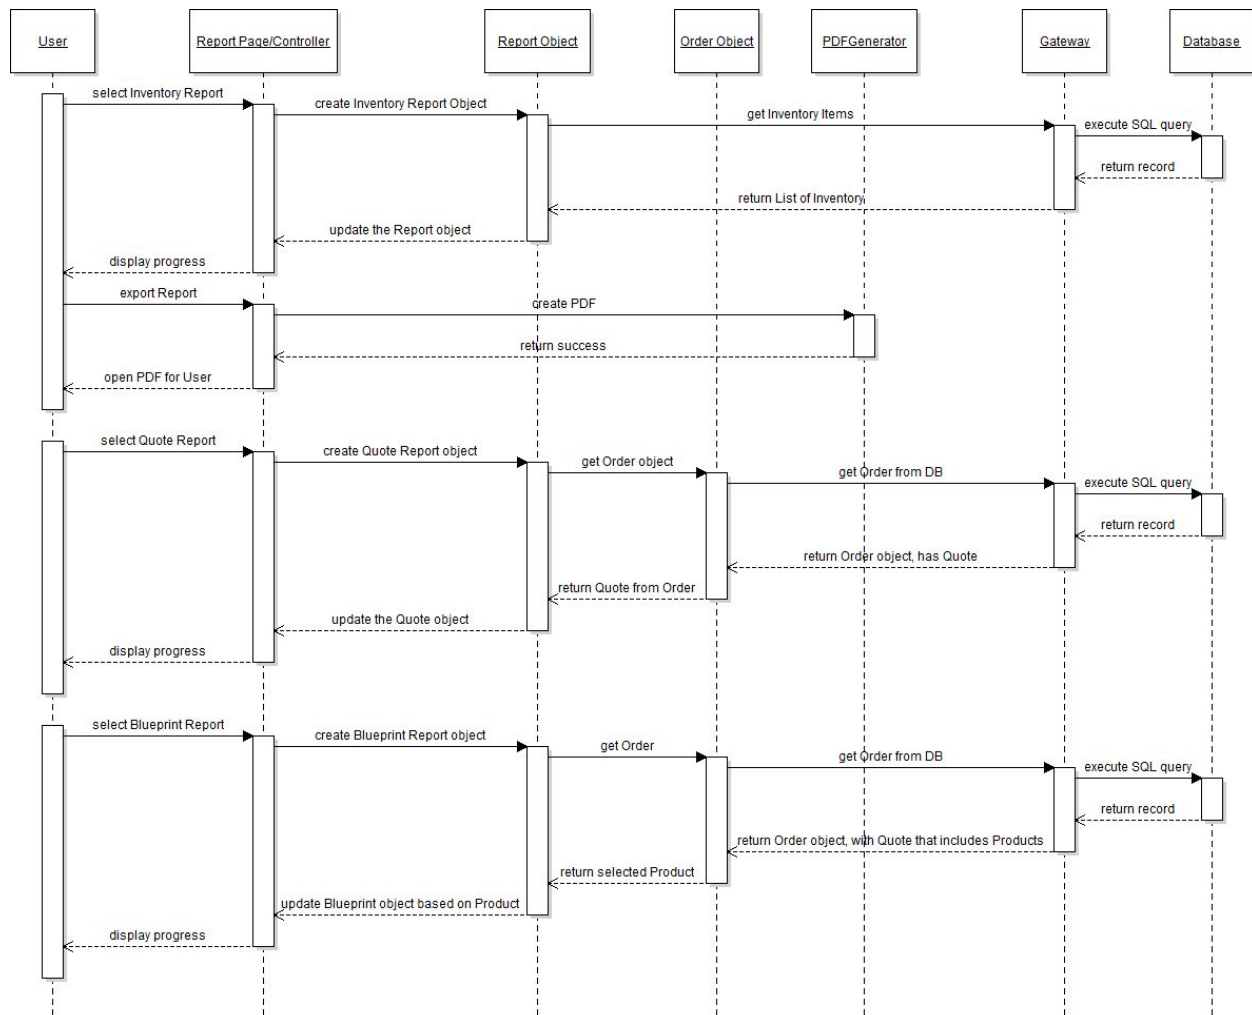 User
Report Page/Controller
Report Object
Order Object
PDFGenerator
Gateway
Database
select Inventory Report
create Inventory Report Object
get Inventory Items
execute SQL query
return record
return List of Inventory
update the Report object
display progress
export Report
create PDF
return success
open PDF for User
select Quote Report
create Quote Report object
get Order object
get Order from DB
execute SQL query
return record
return Order object, has Quote
return Quote from Order
update the Quote object
display progress
select Blueprint Report
create Blueprint Report object
get Order
get Order from DB
execute SQL query
return record
return Order object, with Quote that includes Products
return selected Product
update Blueprint object based on Product
display progress